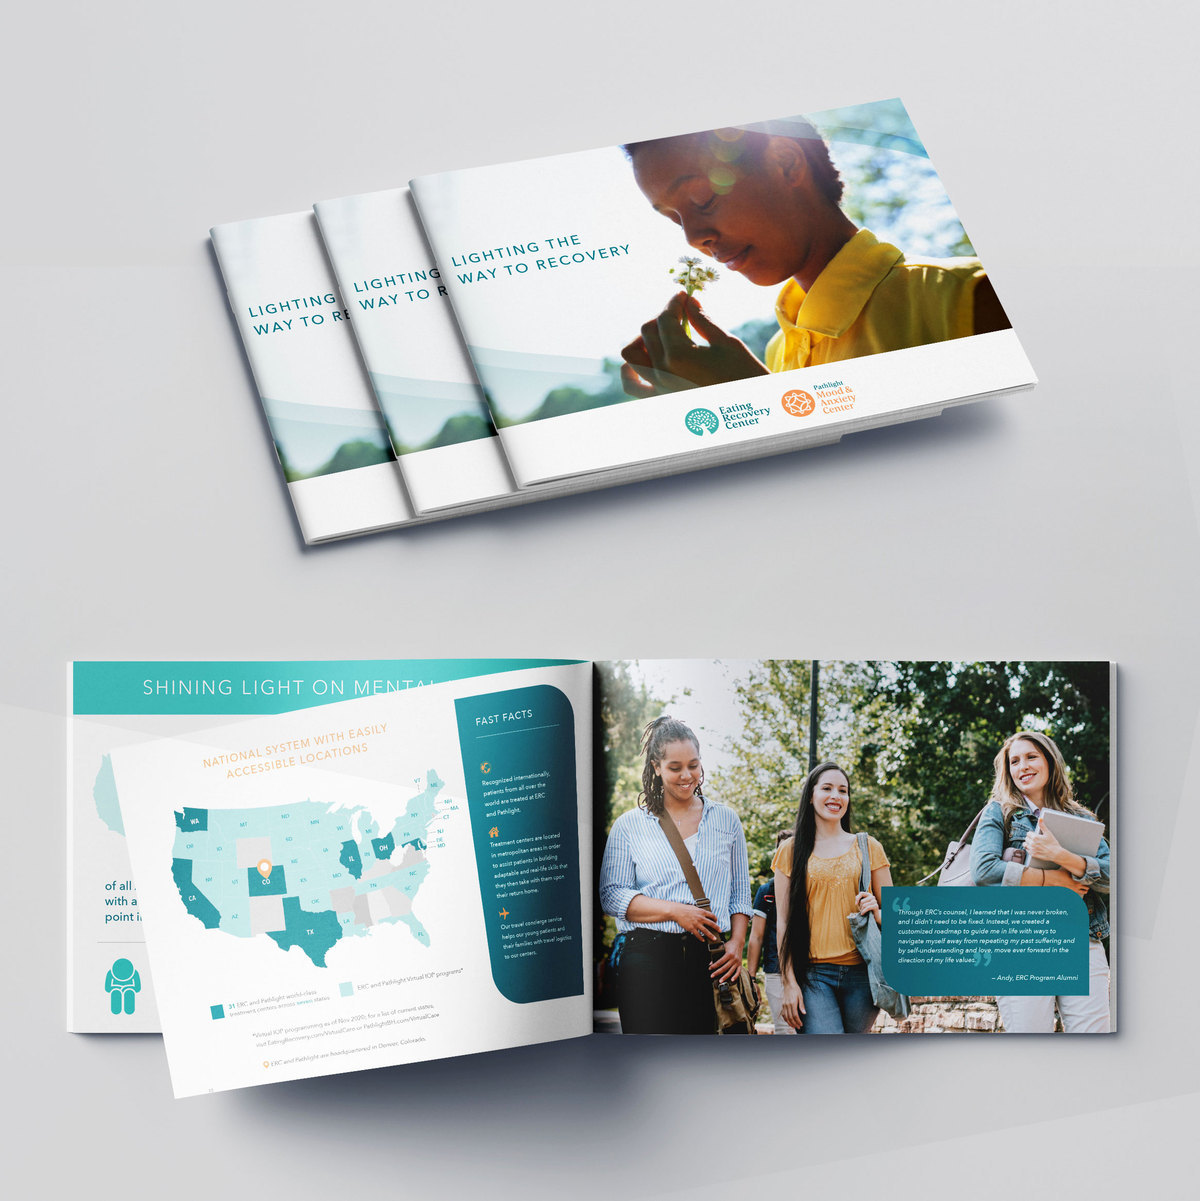 LIGHTING
WAY TO RE
LIGHTING
WAY TO R
LIGHTING THE
WAY TO RECOVERY
Eating
Recovery
Center
Pathlight
Mood &
Anxiety
Center
SHINING LIGHT ON MENTAL
of all
with a
point i
NATIONAL SYSTEM WITH EASILY
ACCESSIBLE LOCATIONS
WA
MT
ND
MN
WI
MI
VT
ME
NH
MA
CT
NJ
DE
MD
NY
PA
OR
ID
SD
IA
NE
IL
IN
OH
NV
UT
CO
KS
MO
CA
AZ
OK
TN
NC
SC
TX
LA
FL
31 ERC and Pathlight world-class
treatment centers across seven states
ERC and Pathlight Virtual IOP programs*
*Virtual IOP programming as of Nov 2020; for a list of current states,
visit EatingRecovery.com/VirtualCare or PathlightBH.com/VirtualCare
ERC and Pathlight are headquartered in Denver, Colorado.
FAST FACTS
Recognized internationally,
patients from all over the
world are treated at ERC
and Pathlight.
Treatment centers are located
in metropolitan areas in order
to assist patients in building
adaptable and real-life skills that
they then take with them upon
their return home.
Our travel concierge service
helps our young patients and
their families with travel logistics
to our centers.
“Through ERC's counsel, I learned that I was never broken,
and I didn't need to be fixed. Instead, we created a
customized roadmap to guide me in life with ways to
navigate myself away from repeating my past suffering and
by self-understanding and love, move ever forward in the
direction of my life values.”
– Andy, ERC Program Alumni